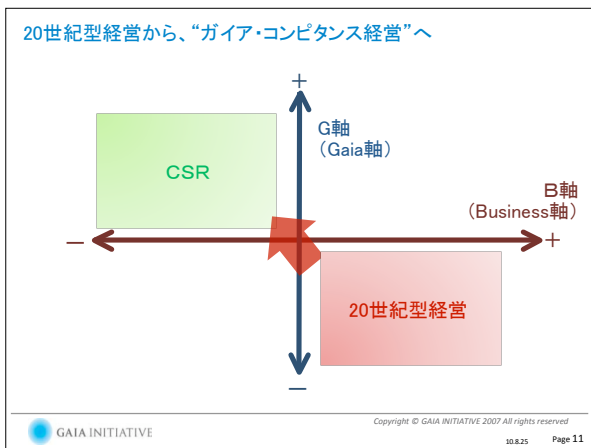 20世紀型経営から、“ガイア・コンピタンス経営”へ
＋
G軸
（Gaia軸）
CSR
Ｂ軸
（Business軸）
－
＋
20世紀型経営
－
GAIA INITIATIVE
Copyright © GAIA INITIATIVE 2007 All rights reserved
10.8.25
Page 11